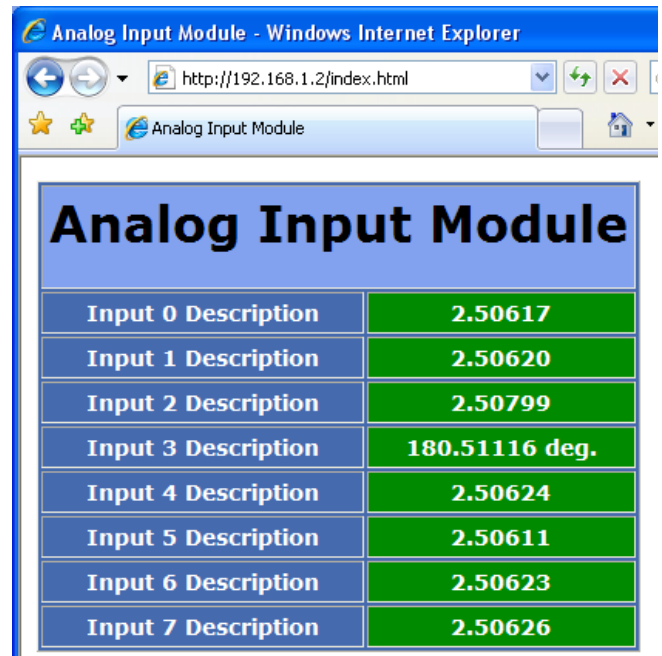 Analog Input Module - Windows Internet Explorer
http://192.168.1.2/index.html
Analog Input Module
Analog Input Module
Input 0 Description 2.50617
Input 1 Description 2.50620
Input 2 Description 2.50799
Input 3 Description 180.51116 deg.
Input 4 Description 2.50624
Input 5 Description 2.50611
Input 6 Description 2.50623
Input 7 Description 2.50626